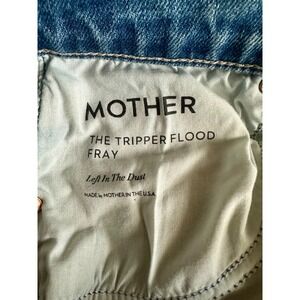 MOTHER
THE TRIPPER FLOOD
FRAY
Left In The Dust
MADE by MOTHER IN THE U.S.A.